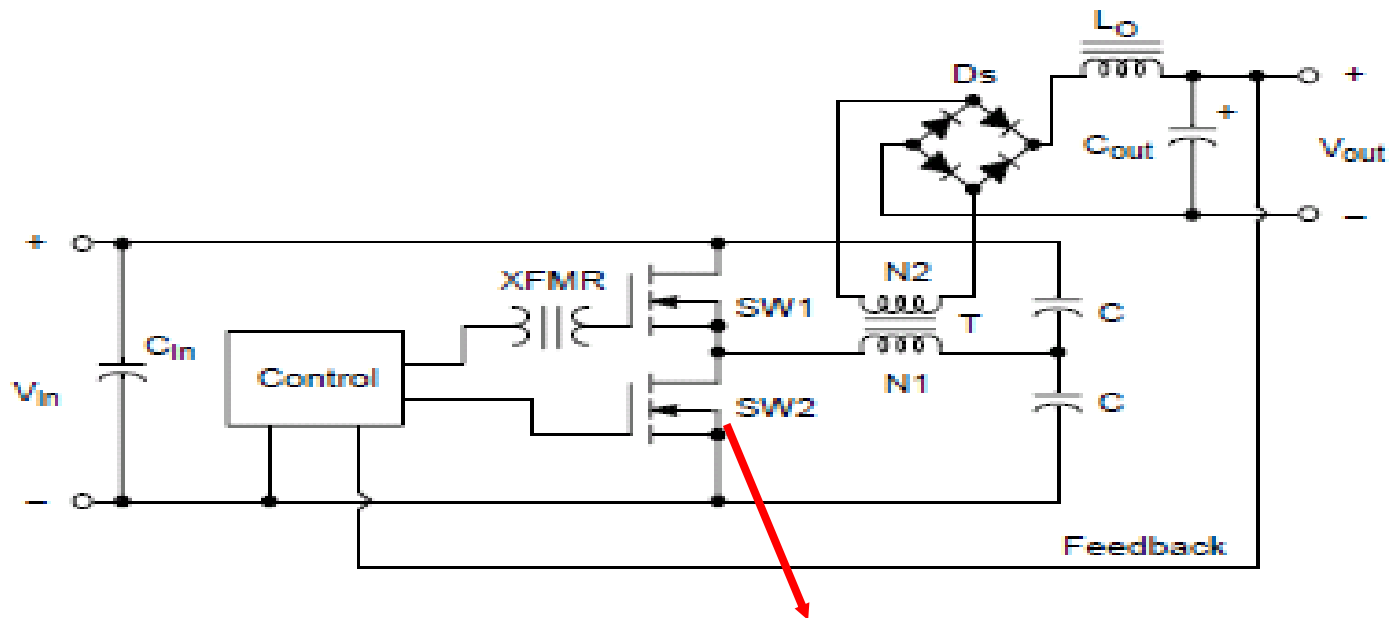 LO
Ds
+
+
Cout
Vout
–
+
XFMR
N2
SW1
T
C
Cin
Control
Vin
N1
SW2
C
–
Feedback